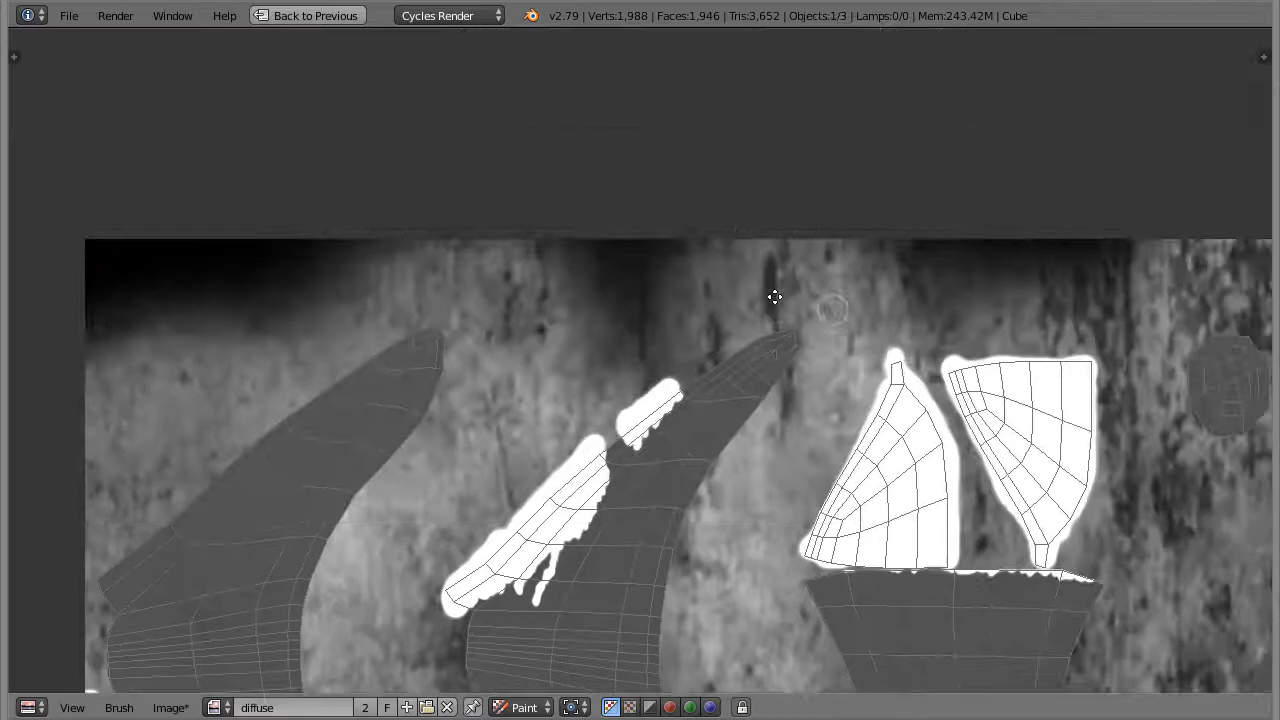 File Render Window Help Back to Previous Cycles Render v2.79 | Verts:1,988 | Faces:1,946 | Tris:3,652 | Objects:1/3 | Lamps:0/0 | Mem:243.42M | Cube
View Brush Image* diffuse 2 F Paint